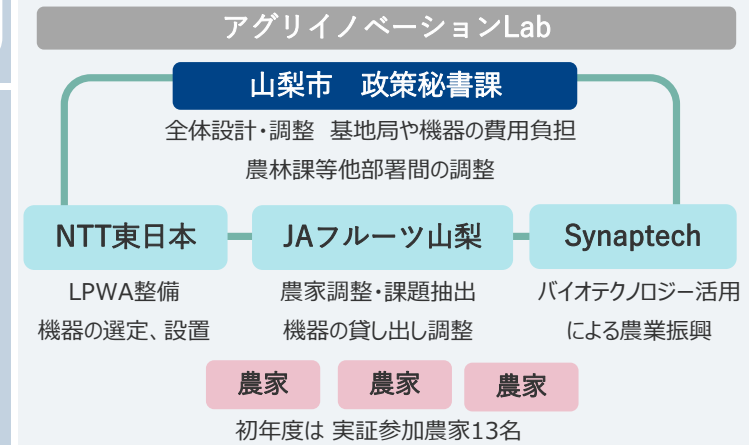 アグリイノベーションLab
山梨市　政策秘書課
全体設計・調整 基地局や機器の費用負担
農林課等他部署間の調整
NTT東日本
JAフルーツ山梨
Synaptech
LPWA整備
機器の選定、設置
農家調整・課題抽出
機器の貸し出し調整
バイオテクノロジー活用
による農業振興
農家
農家
農家
初年度は 実証参加農家13名